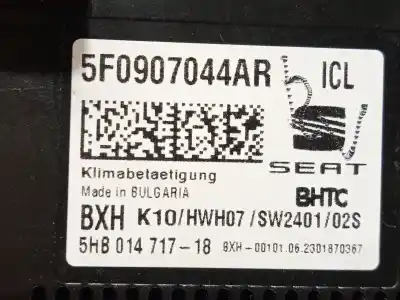 5F0907044AR ICL
SEAT
Klimabetaetigung
Made in BULGARIA
BHTC
BXH K10/HWH07/SW2401/02S
5HB 014 717-18 BXH-00101.06.2301870367